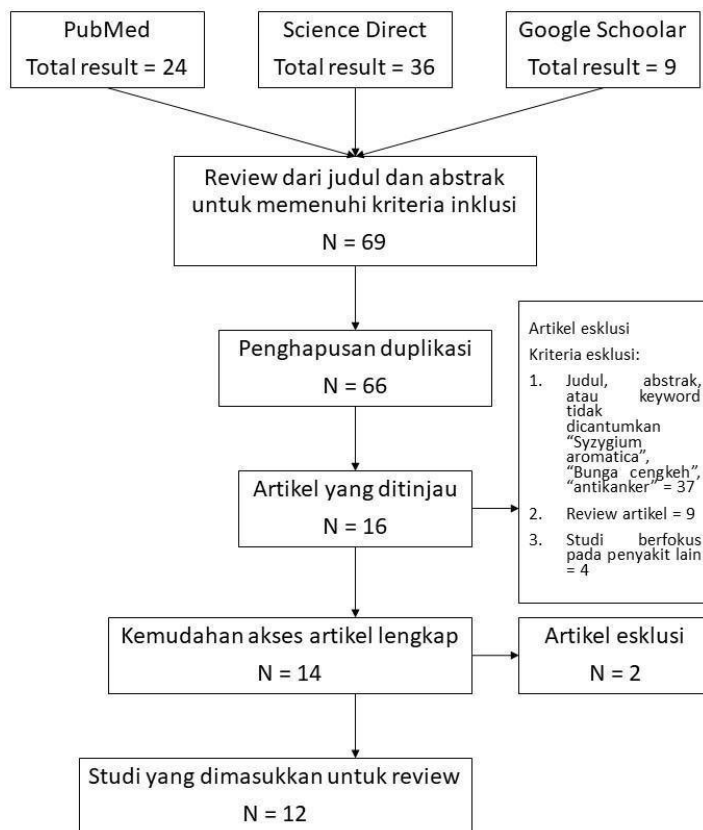 PubMed
Total result = 24
Science Direct
Total result = 36
Google Schoolar
Total result = 9
Review dari judul dan abstrak
untuk memenuhi kriteria inklusi
N = 69
Penghapusan duplikasi
N = 66
Artikel yang ditinjau
N = 16
Artikel esklusi
Kriteria esklusi:
1. Judul, abstrak,
atau keyword
tidak
dicantumkan
"Syzygium
aromatica",
"Bunga cengkeh",
"antikanker" = 37
2. Review artikel = 9
3. Studi berfokus
pada penyakit lain
= 4
Kemudahan akses artikel lengkap
N = 14
Artikel esklusi
N = 2
Studi yang dimasukkan untuk review
N = 12